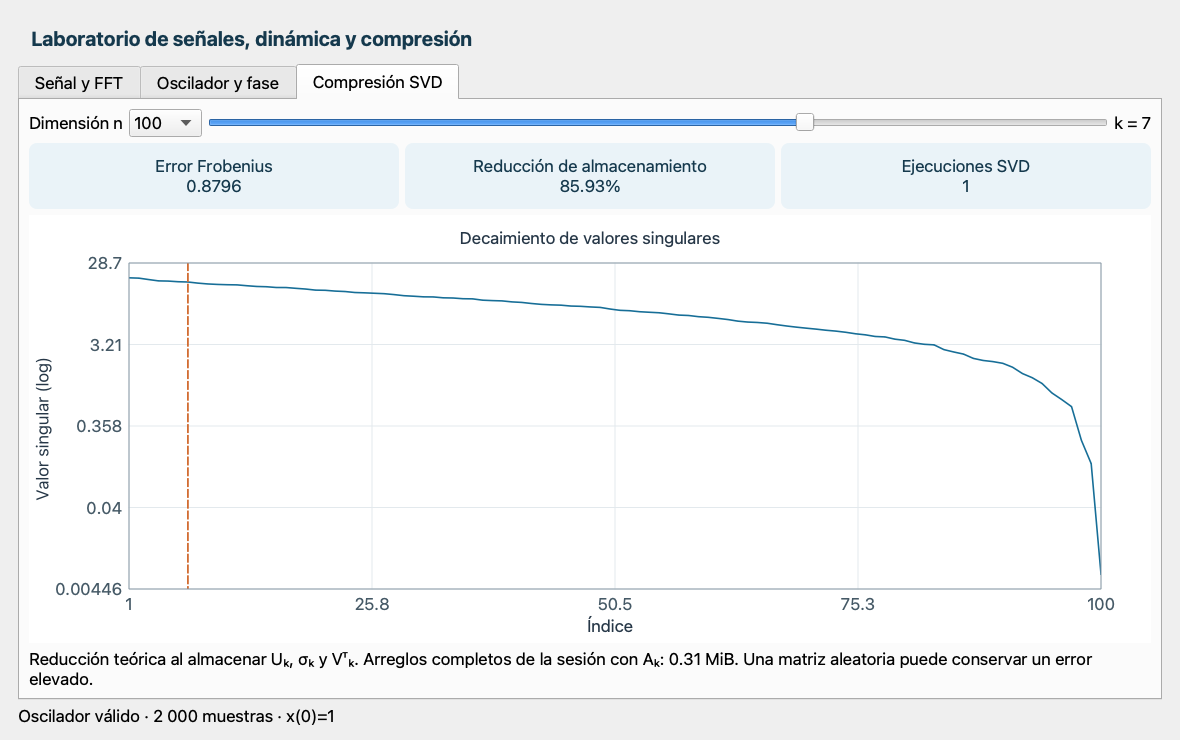 Laboratorio de señales, dinámica y compresión
Señal y FFT
Oscilador y fase
Compresión SVD
Dimensión n
100
k = 7
Error Frobenius
0.8796
Reducción de almacenamiento
85.93%
Ejecuciones SVD
1
Decaimiento de valores singulares
28.7
3.21
0.358
0.04
0.00446
Valor singular (log)
1
25.8
50.5
75.3
100
Índice
Reducción teórica al almacenar Uₖ, σₖ y Vᵀₖ. Arreglos completos de la sesión con Aₖ: 0.31 MiB. Una matriz aleatoria puede conservar un error
elevado.
Oscilador válido · 2 000 muestras · x(0)=1